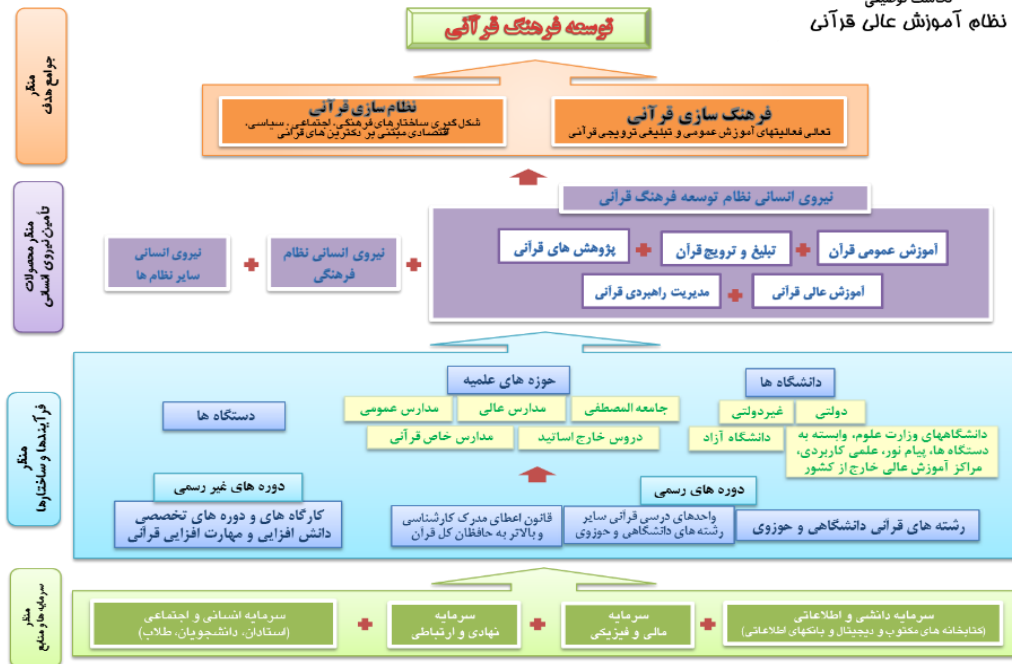 نگاشت توصیفی
نظام آموزش عالی قرآنی
توسعه فرهنگ قرآنی
منظر
جوامع هدف
فرهنگ سازی قرآنی
تعالی فعالیتهای آموزش عمومی و تبلیغی ترویجی قرآنی
نظام‌سازی قرآنی
شکل گیری ساختارهای فرهنگی، اجتماعی ، سیاسی،
اقتصادی مبتنی بر دکترین های قرآنی
منظر محصولات
تأمین نیروی انسانی
نیروی انسانی نظام توسعه فرهنگ قرآنی
آموزش عمومی قرآن
تبلیغ و ترویج قرآن
پژوهش های قرآنی
آموزش عالی قرآنی
مدیریت راهبردی قرآنی
نیروی انسانی نظام
فرهنگی
نیروی انسانی
سایر نظام ها
منظر
فرآیندها و ساختارها
دانشگاه ها
دولتی
غیردولتی
دانشگاههای وزارت علوم، وابسته به
دستگاه ها، پیام نور، علمی کاربردی،
مراکز آموزش عالی خارج از کشور
دانشگاه آزاد
حوزه های علمیه
جامعه المصطفی
مدارس عالی
مدارس عمومی
دروس خارج اساتید
مدارس خاص قرآنی
دستگاه ها
دوره های رسمی
رشته های قرآنی دانشگاهی و حوزوی
واحدهای درسی قرآنی سایر
رشته های دانشگاهی و حوزوی
قانون اعطای مدرک کارشناسی
و بالاتر به حافظان کل قرآن
دوره های غیر رسمی
کارگاه های و دوره های تخصصی
دانش افزایی و مهارت افزایی قرآنی
منظر
سرمایه ها و منابع
سرمایه دانشی و اطلاعاتی
(کتابخانه های مکتوب و دیجیتال و بانکهای اطلاعاتی)
سرمایه
مالی و فیزیکی
سرمایه
نهادی و ارتباطی
سرمایه انسانی و اجتماعی
(استادان، دانشجویان، طلاب)